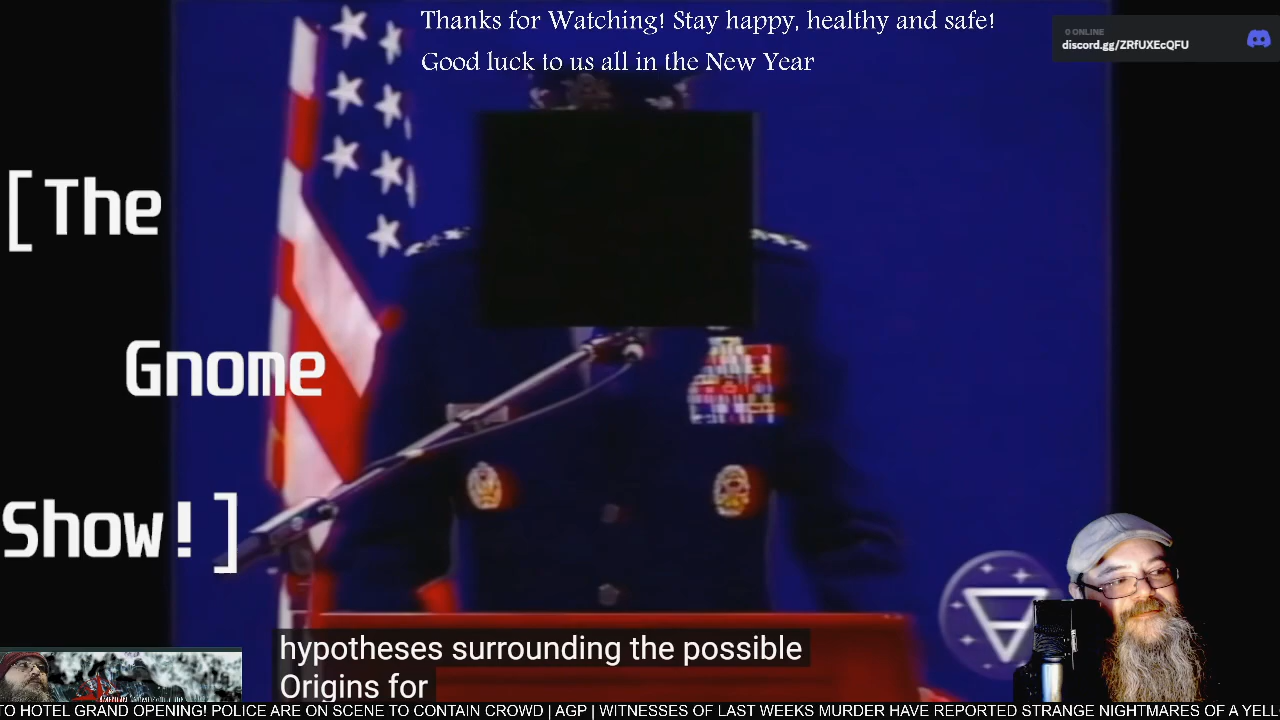 Thanks for Watching! Stay happy, healthy and safe!
Good luck to us all in the New Year
0 ONLINE
discord.gg/ZRfUXEcQFU
[The
Gnome
Show!]
hypotheses surrounding the possible
Origins for
TO HOTEL GRAND OPENING! POLICE ARE ON SCENE TO CONTAIN CROWD | AGP | WITNESSES OF LAST WEEKS MURDER HAVE REPORTED STRANGE NIGHTMARES OF A YELL